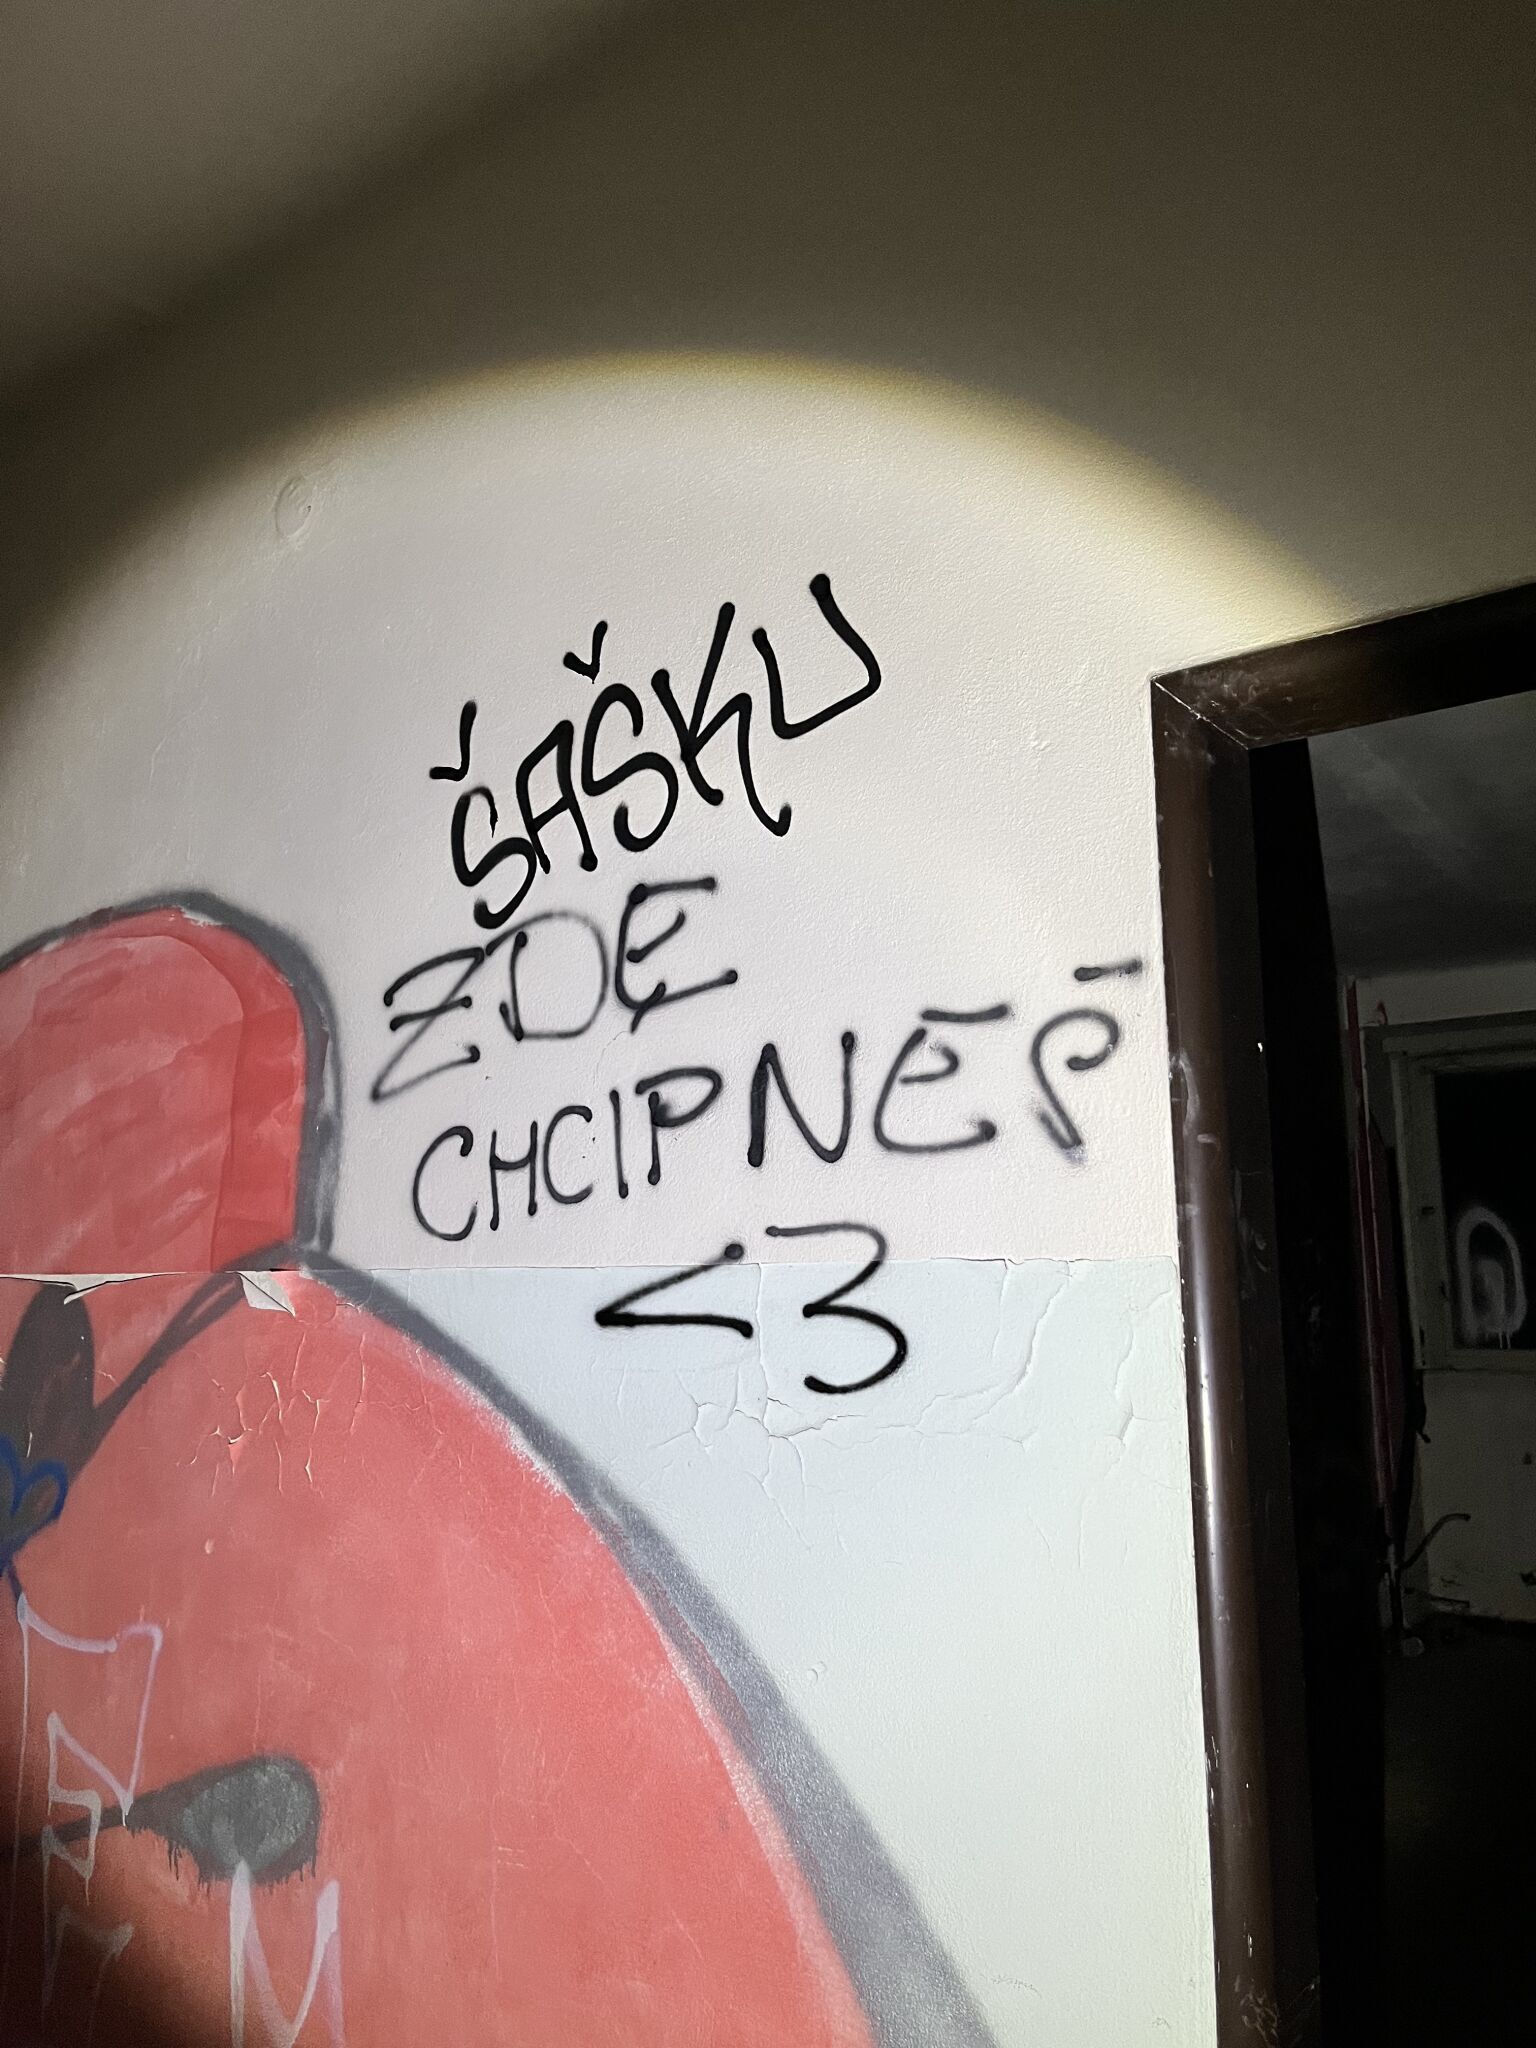 ŠAŠKU
ZDE
CHCIPNEŠ
<3